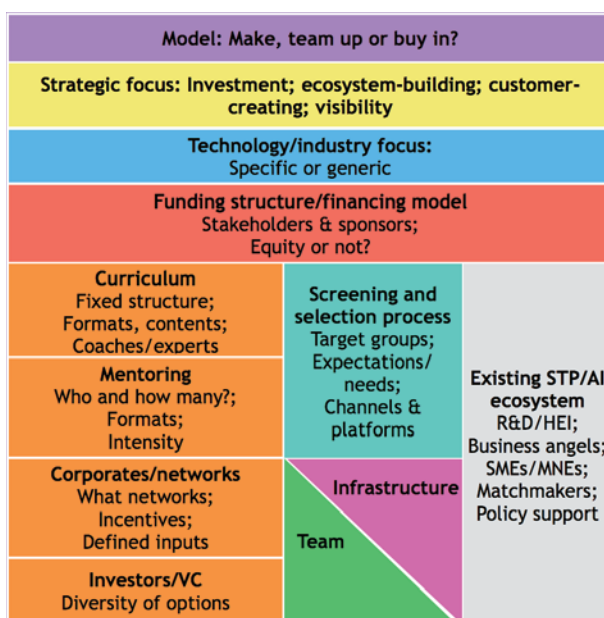 Model: Make, team up or buy in?
Strategic focus: Investment; ecosystem-building; customer-
creating; visibility
Technology/industry focus:
Specific or generic
Funding structure/financing model
Stakeholders & sponsors;
Equity or not?
Curriculum
Fixed structure;
Formats, contents;
Coaches/experts
Mentoring
Who and how many?;
Formats;
Intensity
Corporates/networks
What networks;
Incentives;
Defined inputs
Investors/VC
Diversity of options
Screening and
selection process
Target groups;
Expectations/
needs;
Channels &
platforms
Infrastructure
Team
Existing STP/AI
ecosystem
R&D/HEI;
Business angels;
SMEs/MNEs;
Matchmakers;
Policy support